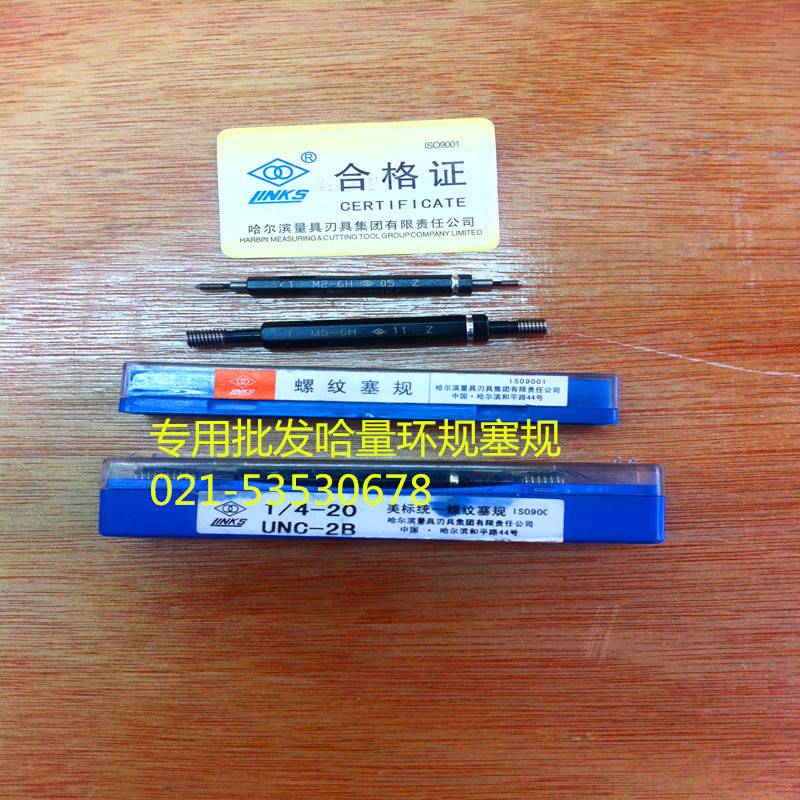 ISO9001
®
LINKS
合格证
CERTIFICATE
哈尔滨量具刃具集团有限责任公司
HARBIN MEASURING&CUTTING TOOL GROUP COMPANY LIMITED
T M2-6H 05 Z
T M5-6H 11 Z
LINKS
螺纹塞规
ISO9001
哈尔滨量具刃具集团有限责任公司
中国·哈尔滨和平路44号
专用批发哈量环规塞规
021-53530678
LINKS
1/4-20
UNC-2B
美标统一螺纹塞规 ISO900
哈尔滨量具刃具集团有限责任公司
中国·哈尔滨和平路44号